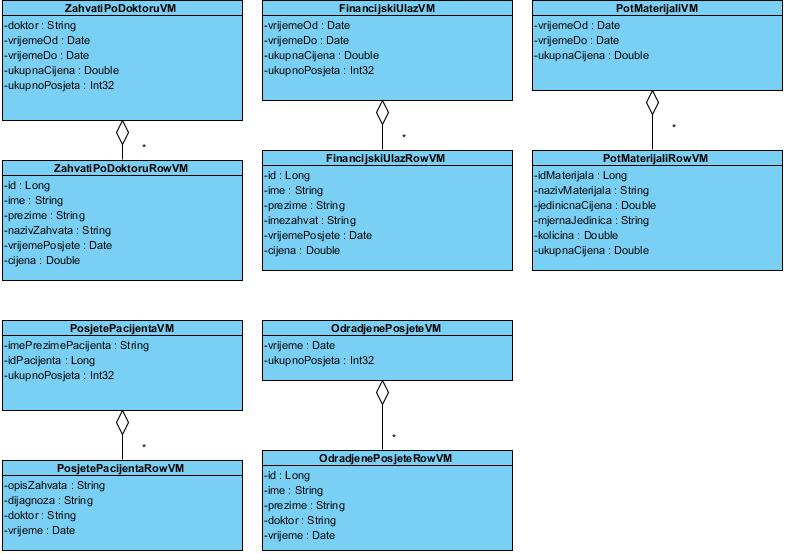 ZahvatiPoDoktoruVM
-doktor : String
-vrijemeOd : Date
-vrijemeDo : Date
-ukupnaCijena : Double
-ukupnoPosjeta : Int32
*
ZahvatiPoDoktoruRowVM
-id : Long
-ime : String
-prezime : String
-nazivZahvata : String
-vrijemePosjete : Date
-cijena : Double
FinancijskiUlazVM
-vrijemeOd : Date
-vrijemeDo : Date
-ukupnaCijena : Double
-ukupnoPosjeta : Int32
*
FinancijskiUlazRowVM
-id : Long
-ime : String
-prezime : String
-imezahvat : String
-vrijemePosjete : Date
-cijena : Double
PotMaterijaliVM
-vrijemeOd : Date
-vrijemeDo : Date
-ukupnaCijena : Double
*
PotMaterijaliRowVM
-idMaterijala : Long
-nazivMaterijala : String
-jedinicnaCijena : Double
-mjernaJedinica : String
-kolicina : Double
-ukupnaCijena : Double
PosjetePacijentaVM
-imePrezimePacijenta : String
-idPacijenta : Long
-ukupnoPosjeta : Int32
*
PosjetePacijentaRowVM
-opisZahvata : String
-dijagnoza : String
-doktor : String
-vrijeme : Date
OdradjenePosjeteVM
-vrijeme : Date
-ukupnoPosjeta : Int32
*
OdradjenePosjeteRowVM
-id : Long
-ime : String
-prezime : String
-doktor : String
-vrijeme : Date